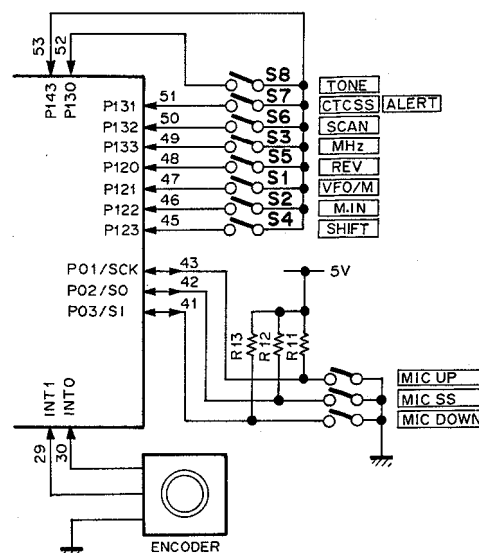 53 52
P143 P130
S8 TONE
P131 51 S7 CTCSS ALERT
P132 50 S6 SCAN
P133 49 S3 MHz
P120 48 S5 REV
P121 47 S1 VFO/M
P122 46 S2 M.IN
P123 45 S4 SHIFT
P01/SCK 43 5V
P02/SO 42
P03/SI 41
R13 R12 R11
MIC UP
MIC SS
MIC DOWN
INT1 INT0
29 30
ENCODER